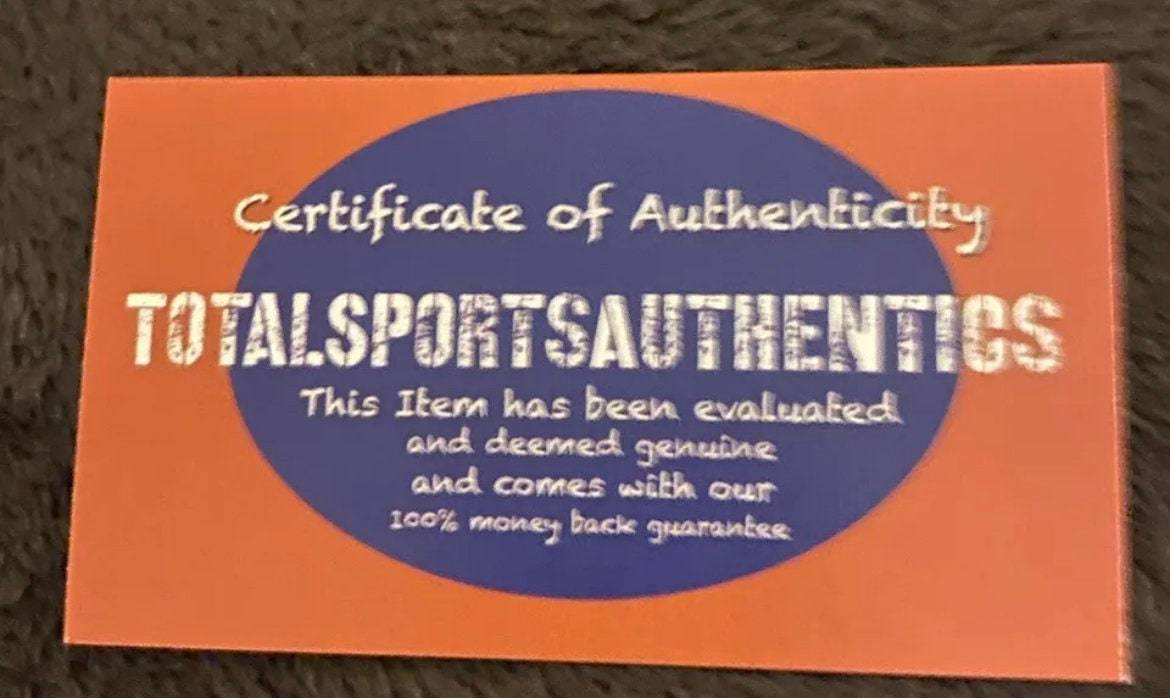 Certificate of Authenticity
TOTALSPORTSAUTHENTICS
This Item has been evaluated
and deemed genuine
and comes with our
100% money back guarantee